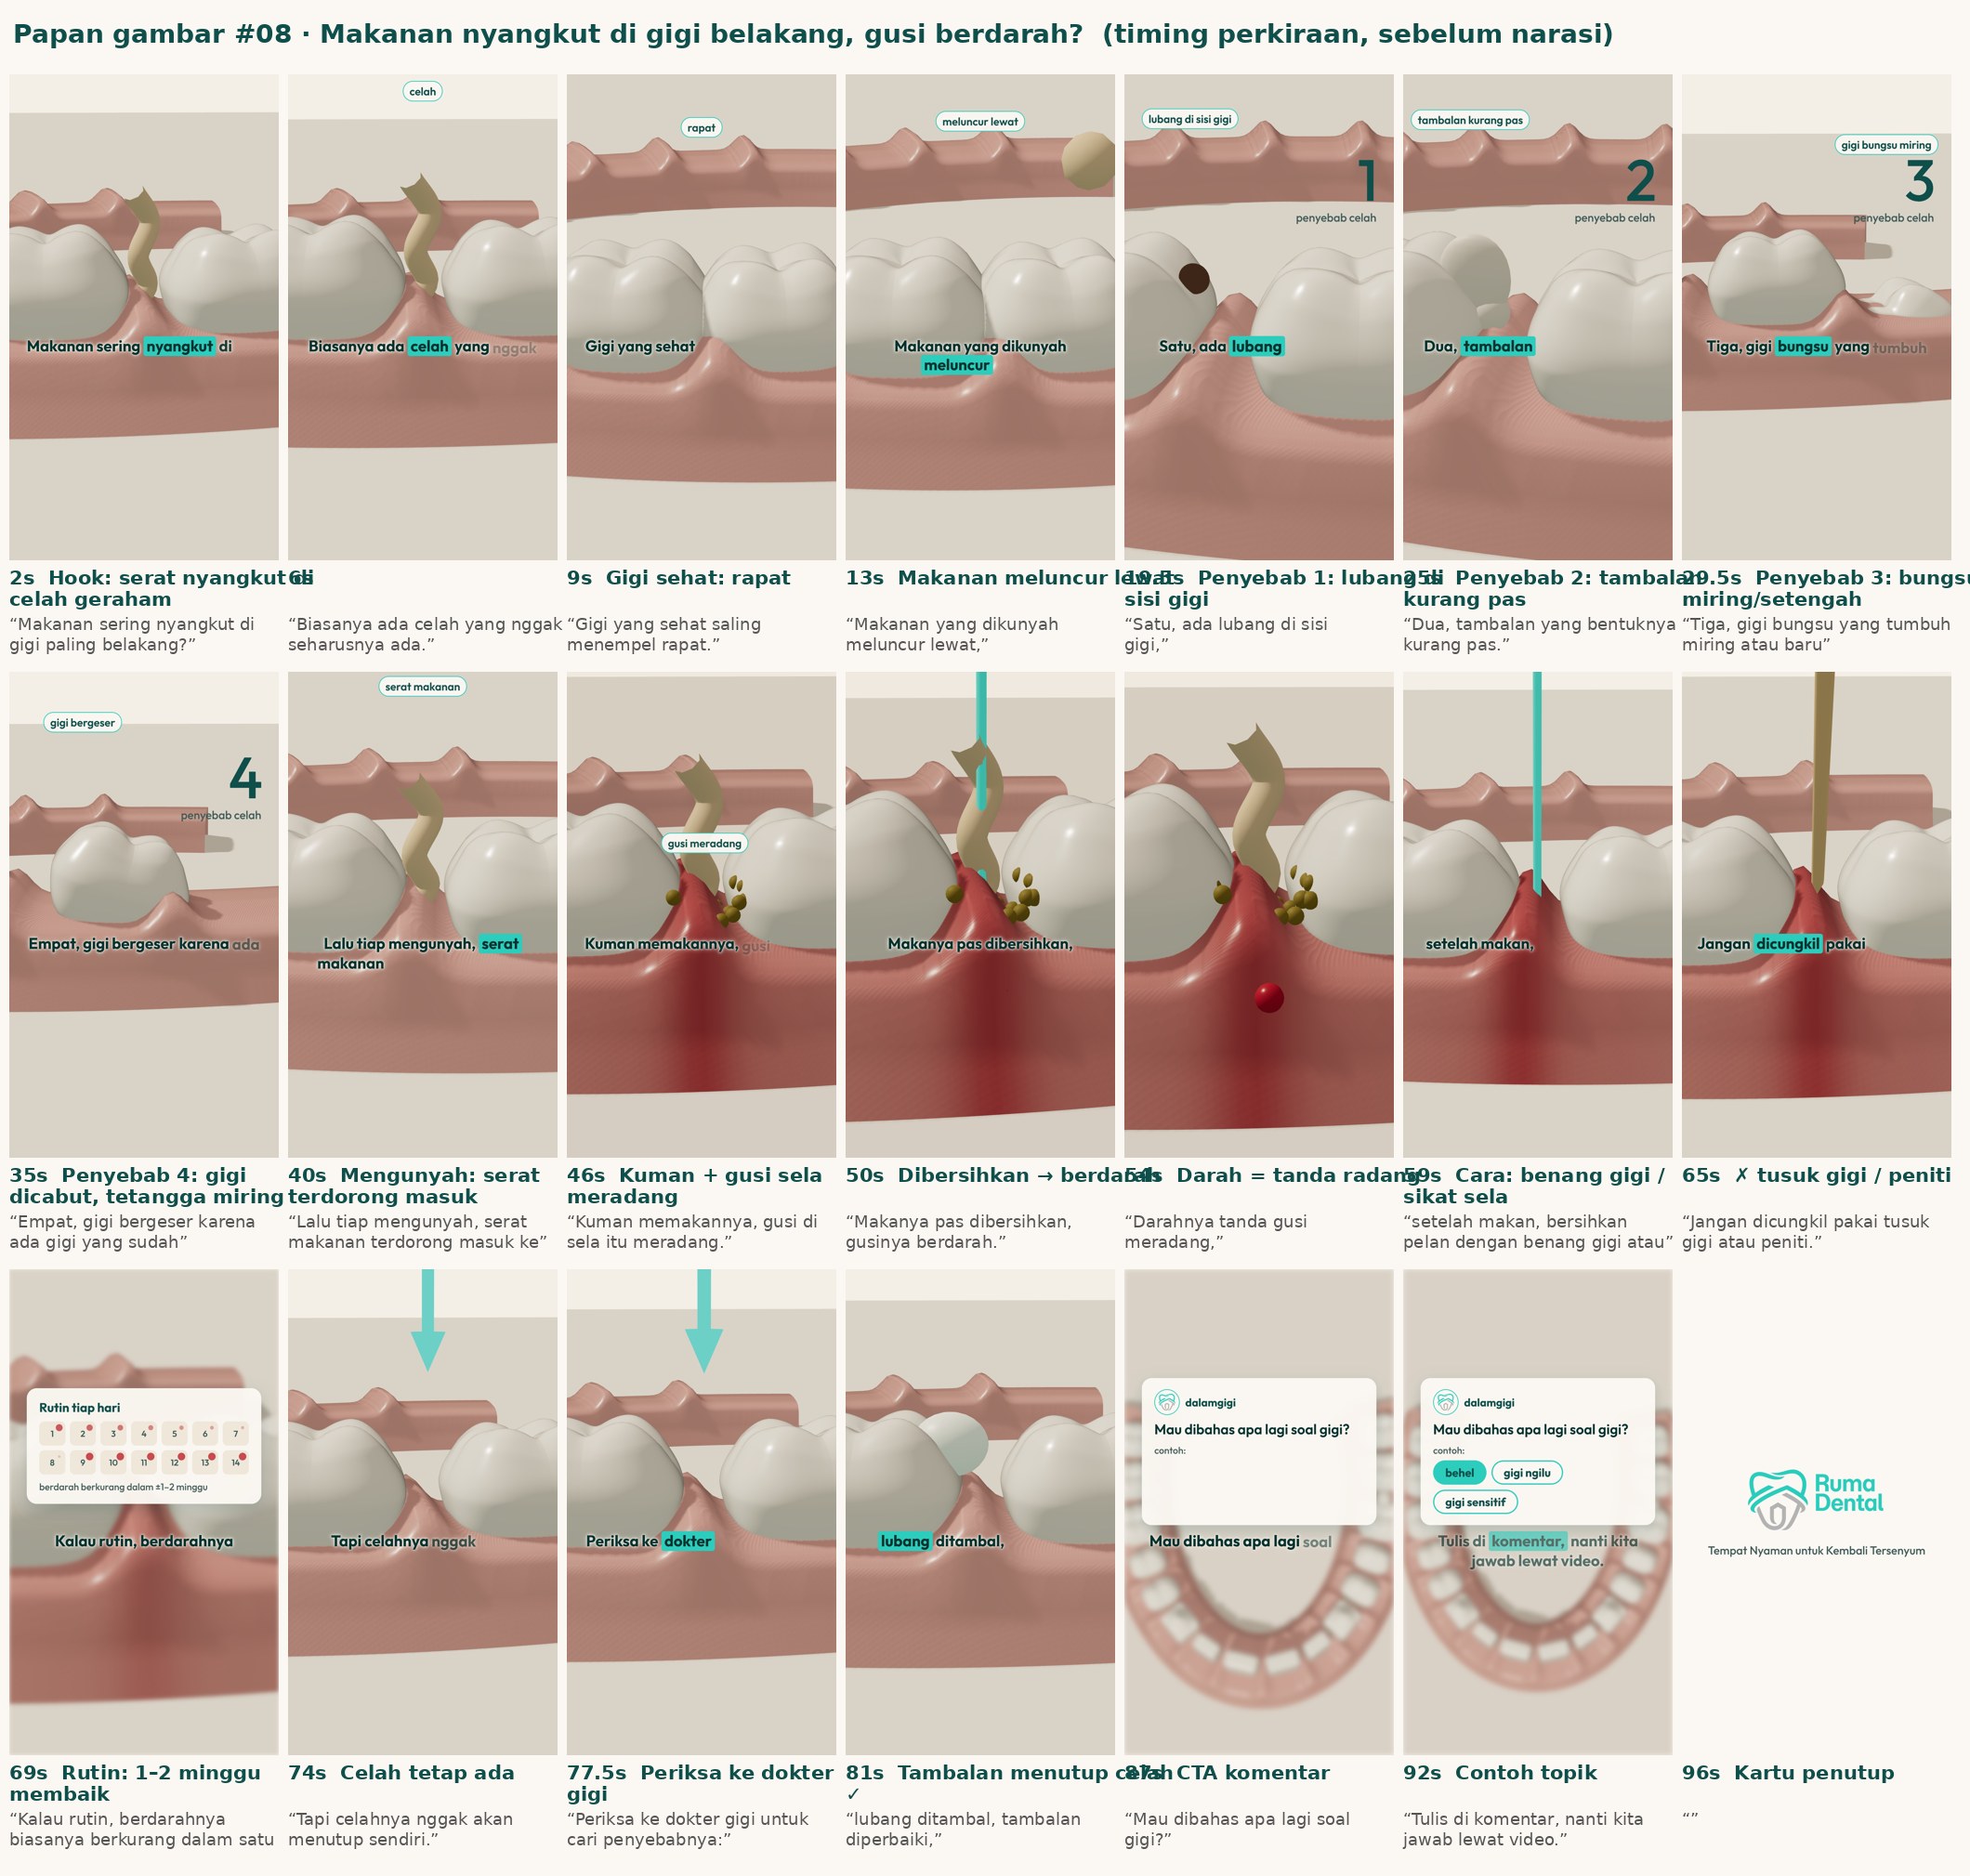 Papan gambar #08 · Makanan nyangkut di gigi belakang, gusi berdarah?  (timing perkiraan, sebelum narasi)
Makanan sering nyangkut di
celah
Biasanya ada celah yang nggak
rapat
Gigi yang sehat
meluncur lewat
Makanan yang dikunyah
meluncur
lubang di sisi gigi
1
penyebab celah
Satu, ada lubang
tambalan kurang pas
2
penyebab celah
Dua, tambalan
gigi bungsu miring
3
penyebab celah
Tiga, gigi bungsu yang tumbuh
2s  Hook: serat nyangkut di
celah geraham
“Makanan sering nyangkut di
gigi paling belakang?”
6s
“Biasanya ada celah yang nggak
seharusnya ada.”
9s  Gigi sehat: rapat
“Gigi yang sehat saling
menempel rapat.”
13s  Makanan meluncur lewat
“Makanan yang dikunyah
meluncur lewat,”
19.5s  Penyebab 1: lubang di
sisi gigi
“Satu, ada lubang di sisi
gigi,”
25s  Penyebab 2: tambalan
kurang pas
“Dua, tambalan yang bentuknya
kurang pas.”
29.5s  Penyebab 3: bungsu
miring/setengah
“Tiga, gigi bungsu yang tumbuh
miring atau baru”
gigi bergeser
4
penyebab celah
Empat, gigi bergeser karena ada
serat makanan
Lalu tiap mengunyah, serat
makanan
gusi meradang
Kuman memakannya, gusi
Makanya pas dibersihkan,
setelah makan,
Jangan dicungkil pakai
35s  Penyebab 4: gigi
dicabut, tetangga miring
“Empat, gigi bergeser karena
ada gigi yang sudah”
40s  Mengunyah: serat
terdorong masuk
“Lalu tiap mengunyah, serat
makanan terdorong masuk ke”
46s  Kuman + gusi sela
meradang
“Kuman memakannya, gusi di
sela itu meradang.”
50s  Dibersihkan → berdarah
“Makanya pas dibersihkan,
gusinya berdarah.”
54s  Darah = tanda radang
“Darahnya tanda gusi
meradang,”
59s  Cara: benang gigi /
sikat sela
“setelah makan, bersihkan
pelan dengan benang gigi atau”
65s  ✗ tusuk gigi / peniti
“Jangan dicungkil pakai tusuk
gigi atau peniti.”
Rutin tiap hari
1 2 3 4 5 6 7
8 9 10 11 12 13 14
berdarah berkurang dalam ±1–2 minggu
Kalau rutin, berdarahnya
Tapi celahnya nggak
Periksa ke dokter
lubang ditambal,
dalamgigi
Mau dibahas apa lagi soal gigi?
contoh:
Mau dibahas apa lagi soal
dalamgigi
Mau dibahas apa lagi soal gigi?
contoh:
behel
gigi ngilu
gigi sensitif
Tulis di komentar, nanti kita
jawab lewat video.
Ruma
Dental
Tempat Nyaman untuk Kembali Tersenyum
69s  Rutin: 1–2 minggu
membaik
“Kalau rutin, berdarahnya
biasanya berkurang dalam satu
74s  Celah tetap ada
“Tapi celahnya nggak akan
menutup sendiri.”
77.5s  Periksa ke dokter
gigi
“Periksa ke dokter gigi untuk
cari penyebabnya:”
81s  Tambalan menutup celah
✓
“lubang ditambal, tambalan
diperbaiki,”
87s  CTA komentar
“Mau dibahas apa lagi soal
gigi?”
92s  Contoh topik
“Tulis di komentar, nanti kita
jawab lewat video.”
96s  Kartu penutup
“”